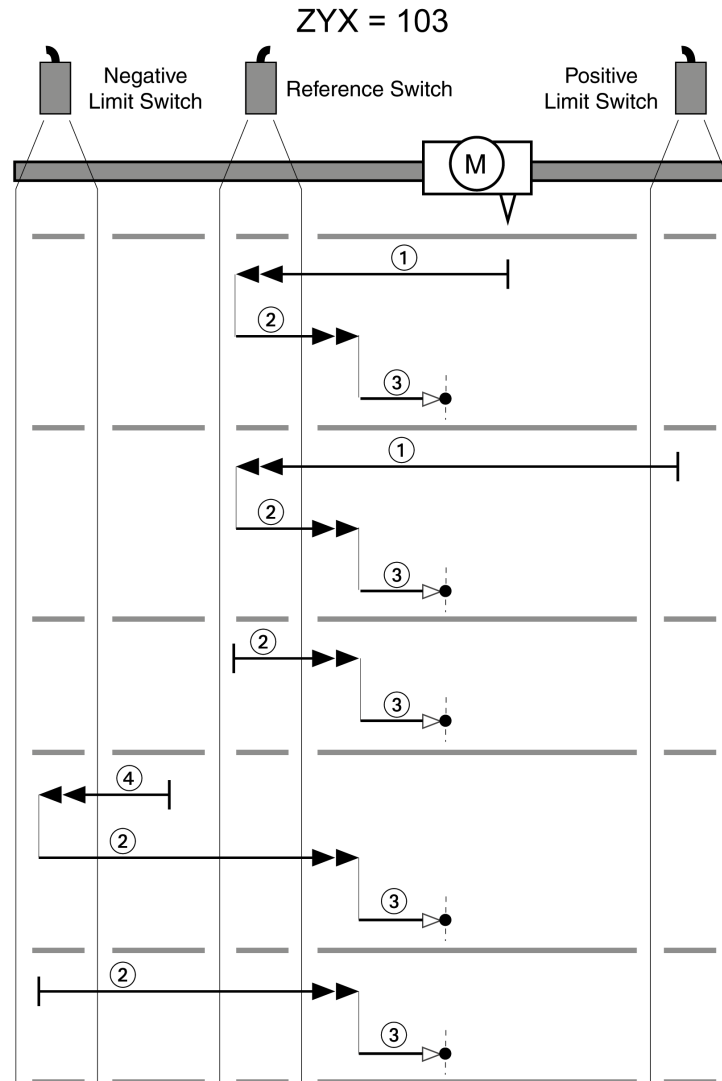 ZYX = 103
Negative
Limit Switch
Reference Switch
Positive
Limit Switch
M
1
2
3
1
2
3
2
3
4
2
3
2
3